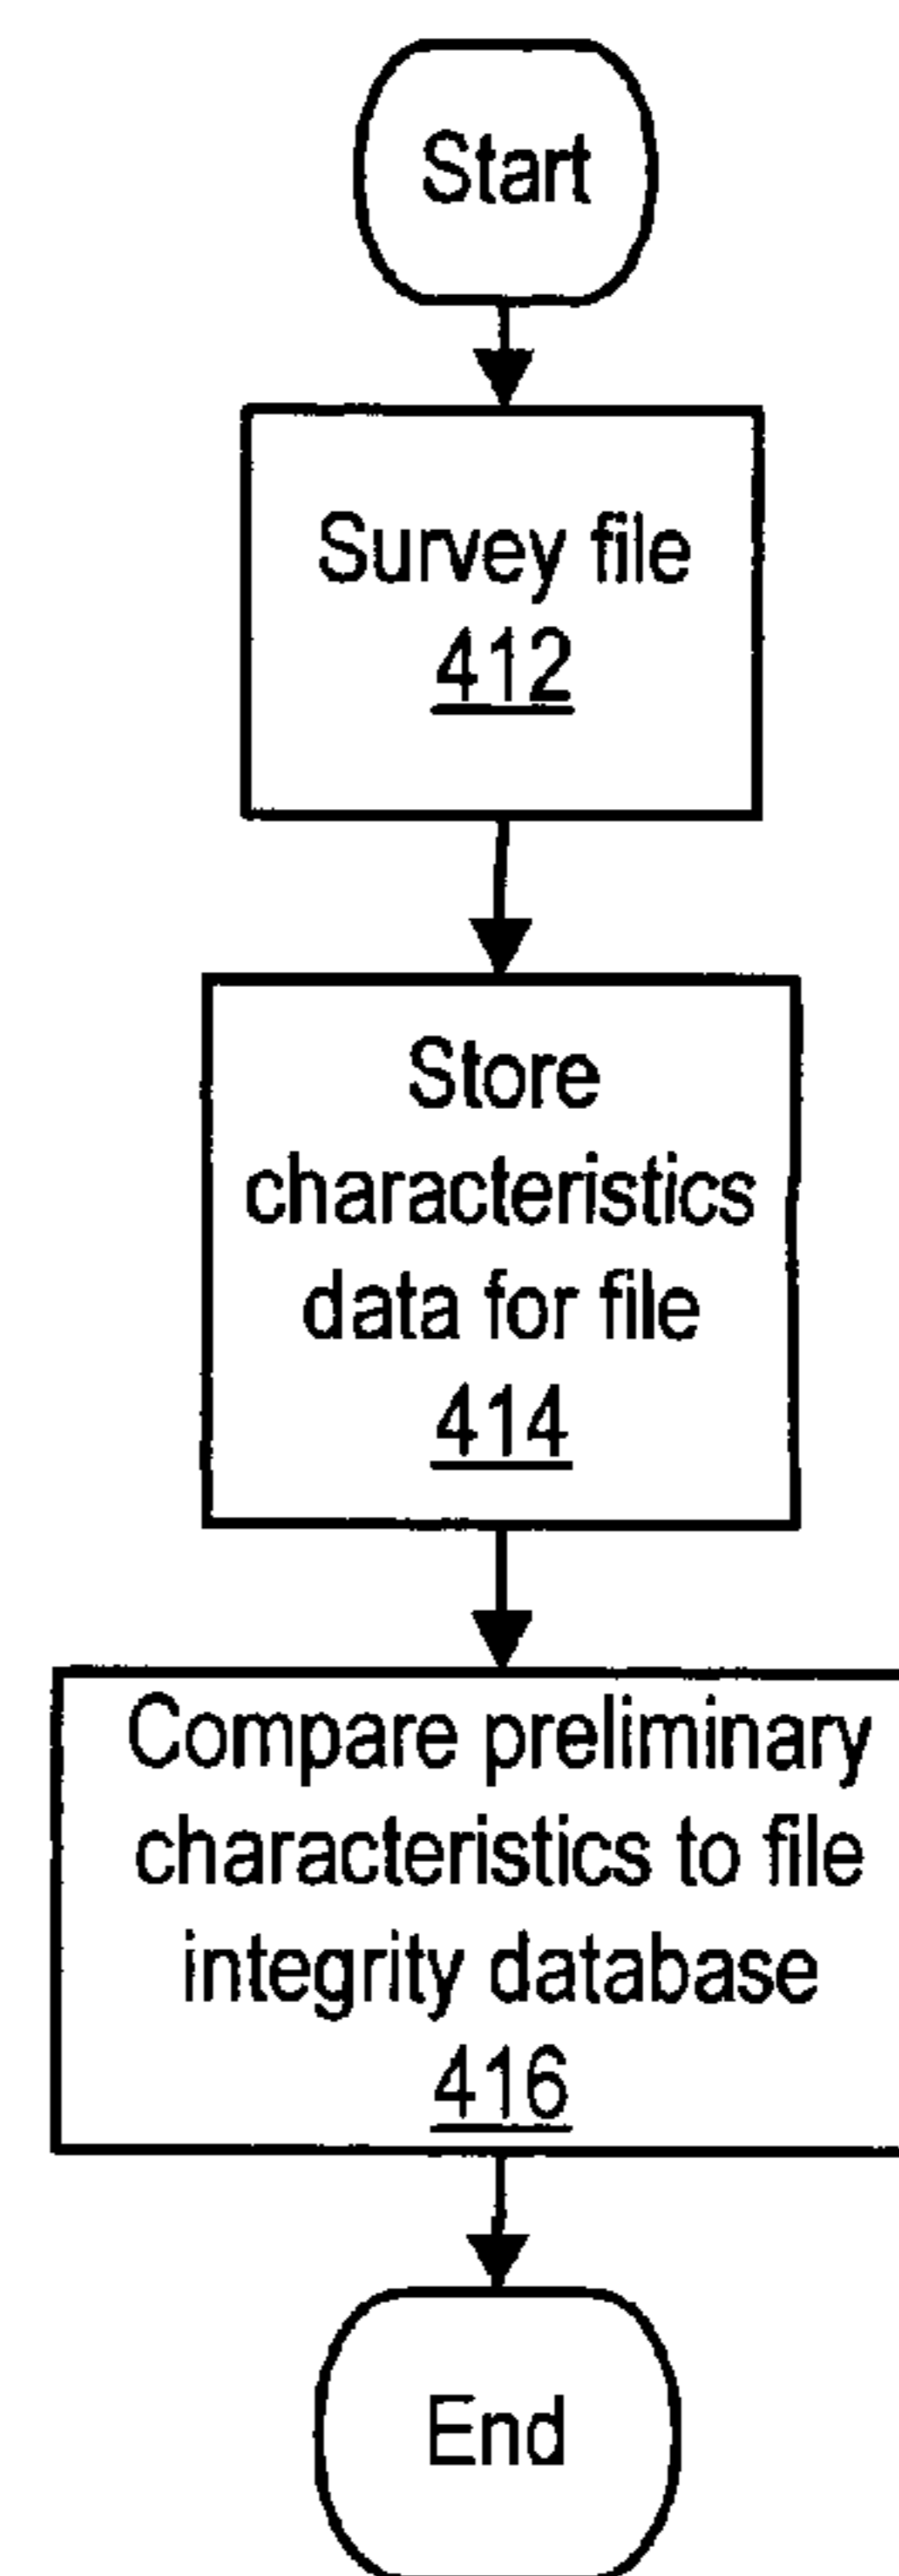 Start
Survey file
412
Store
characteristics
data for file
414
Compare preliminary
characteristics to file
integrity database
416
End